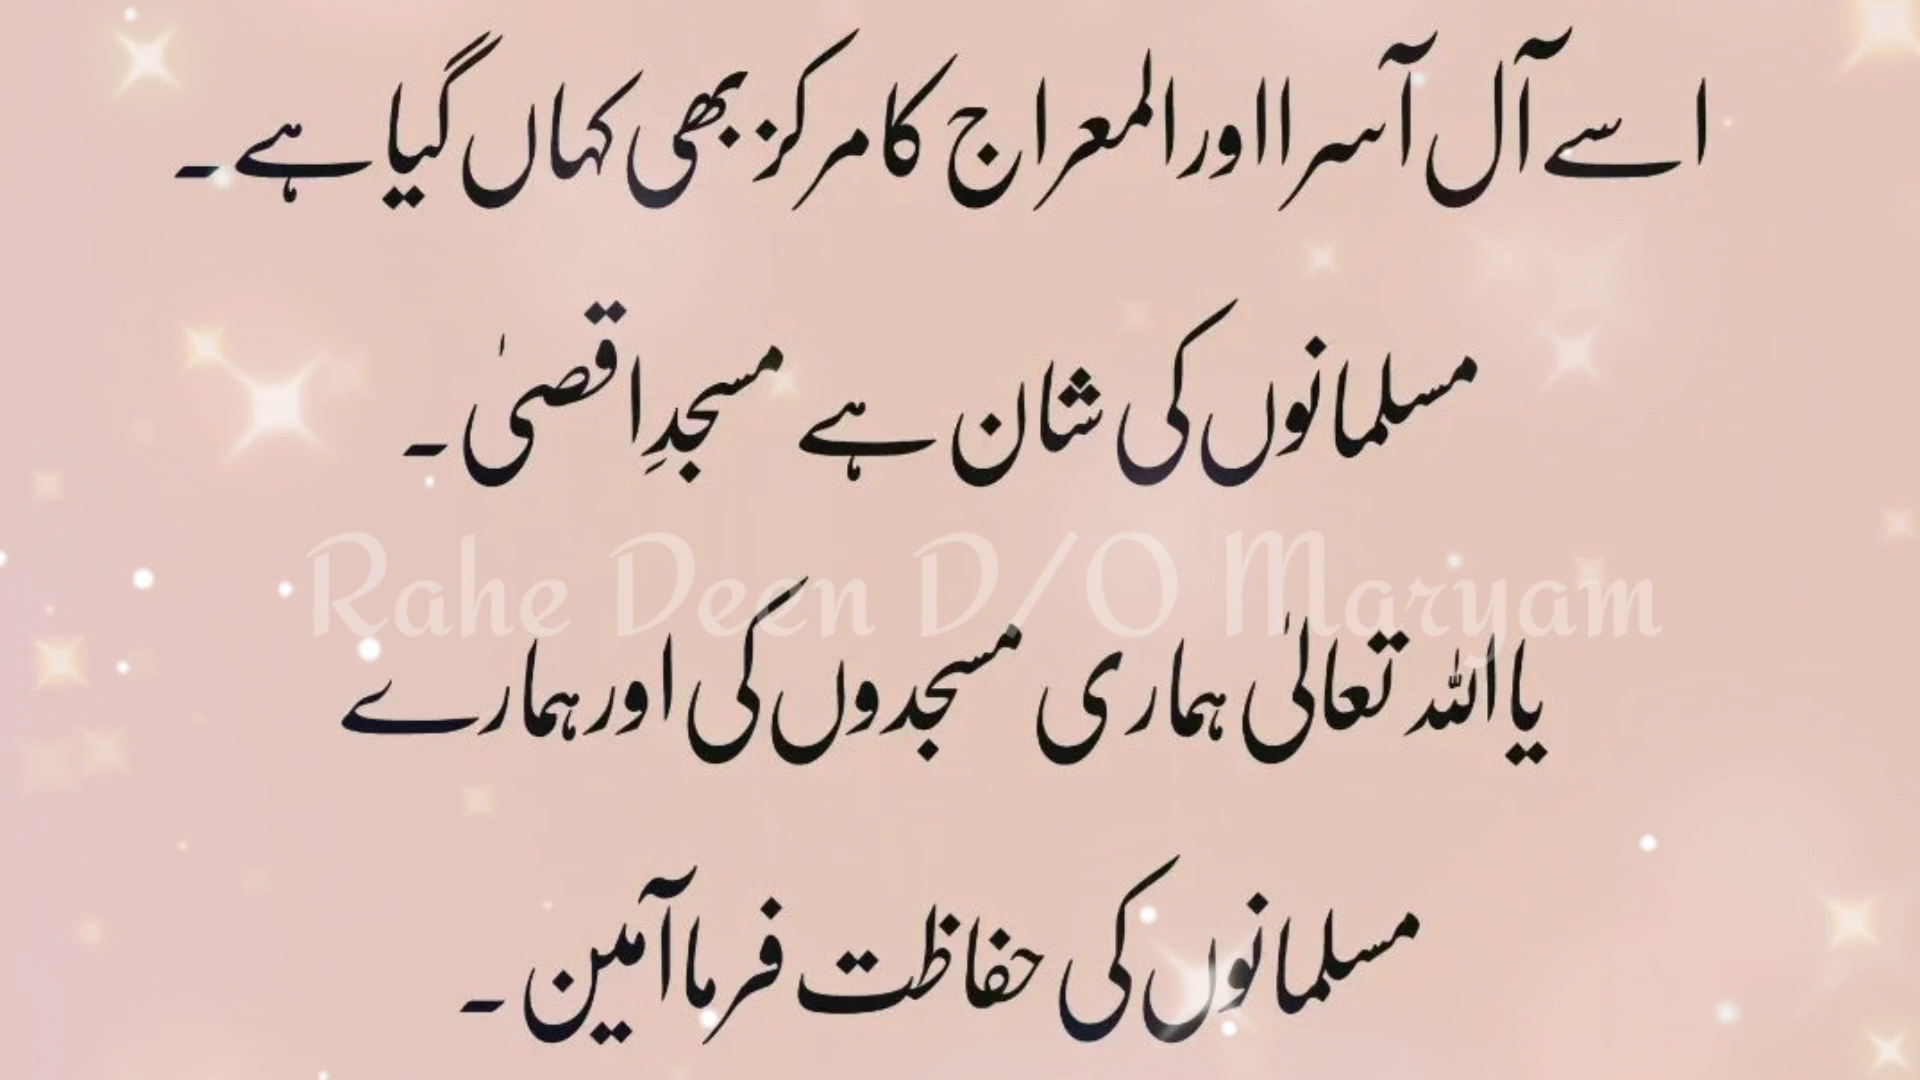 اسے آل آسرا اور المعراج کا مرکز بھی کہاں گیا ہے۔
مسلمانوں کی شان ہے مسجدِ اقصیٰ۔
Rahe Deen D/O Maryam
یا اللہ تعالیٰ ہماری مسجدوں کی اور ہمارے
مسلمانوں کی حفاظت فرما آمین۔